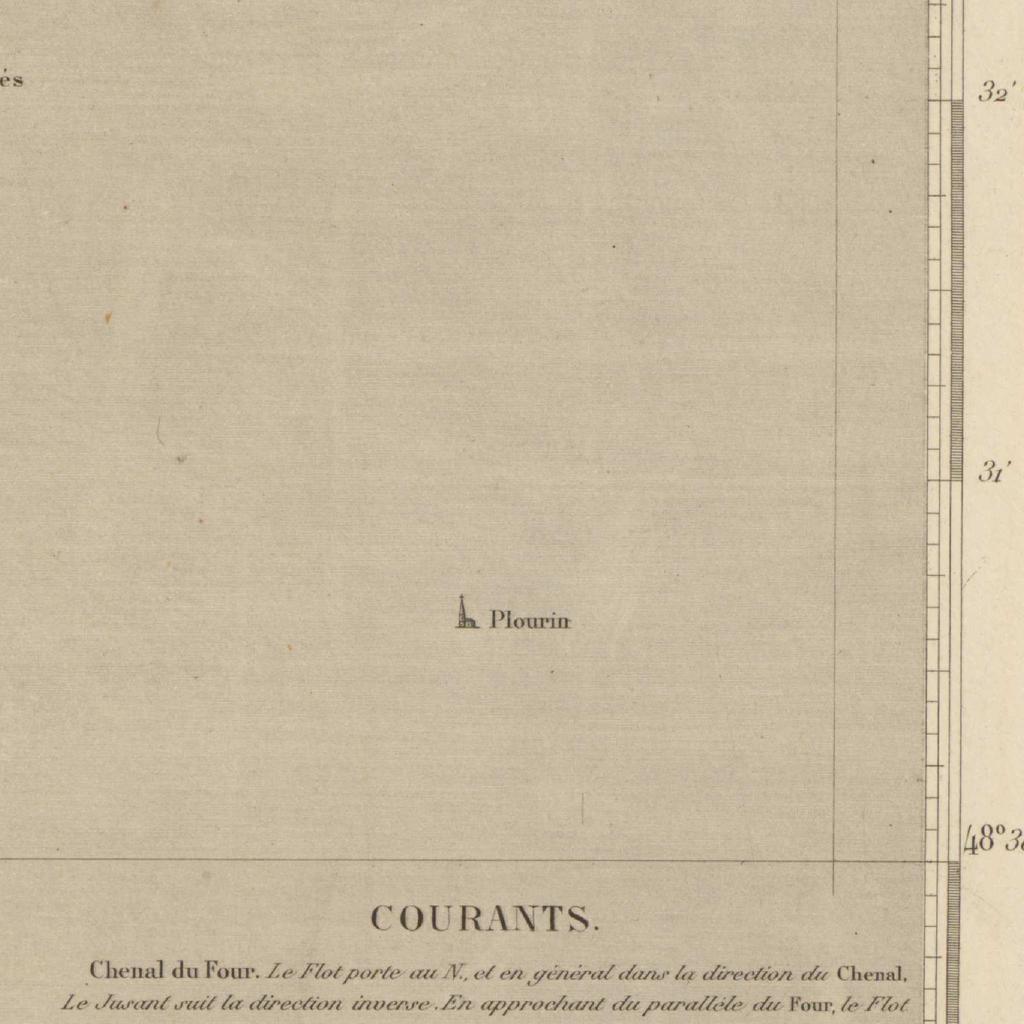 és
32'
31'
Plourin
48° 3
COURANTS.
Chenal du Four. Le Flot porte au N., et en général dans la direction du Chenal,
Le Jusant suit la direction inverse. En approchant du parallèle du Four, le Flot